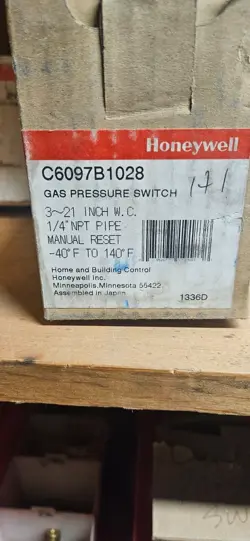 Honeywell
C6097B1028
GAS PRESSURE SWITCH
3~21 INCH W.C.
1/4" NPT PIPE
MANUAL RESET
-40°F TO 140°F
Home and Building Control
Honeywell Inc.
Minneapolis, Minnesota 55422
Assembled in Japan
1336D